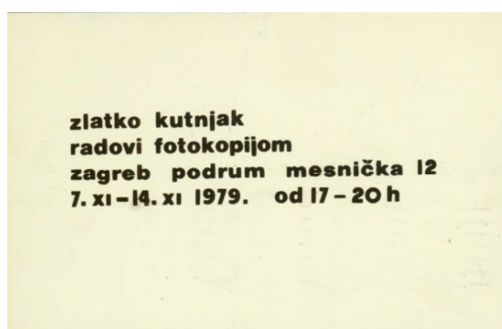 zlatko kutnjak
radovi fotokopijom
zagreb podrum mesnička 12
7. XI – 14. XI 1979. od 17 – 20 h